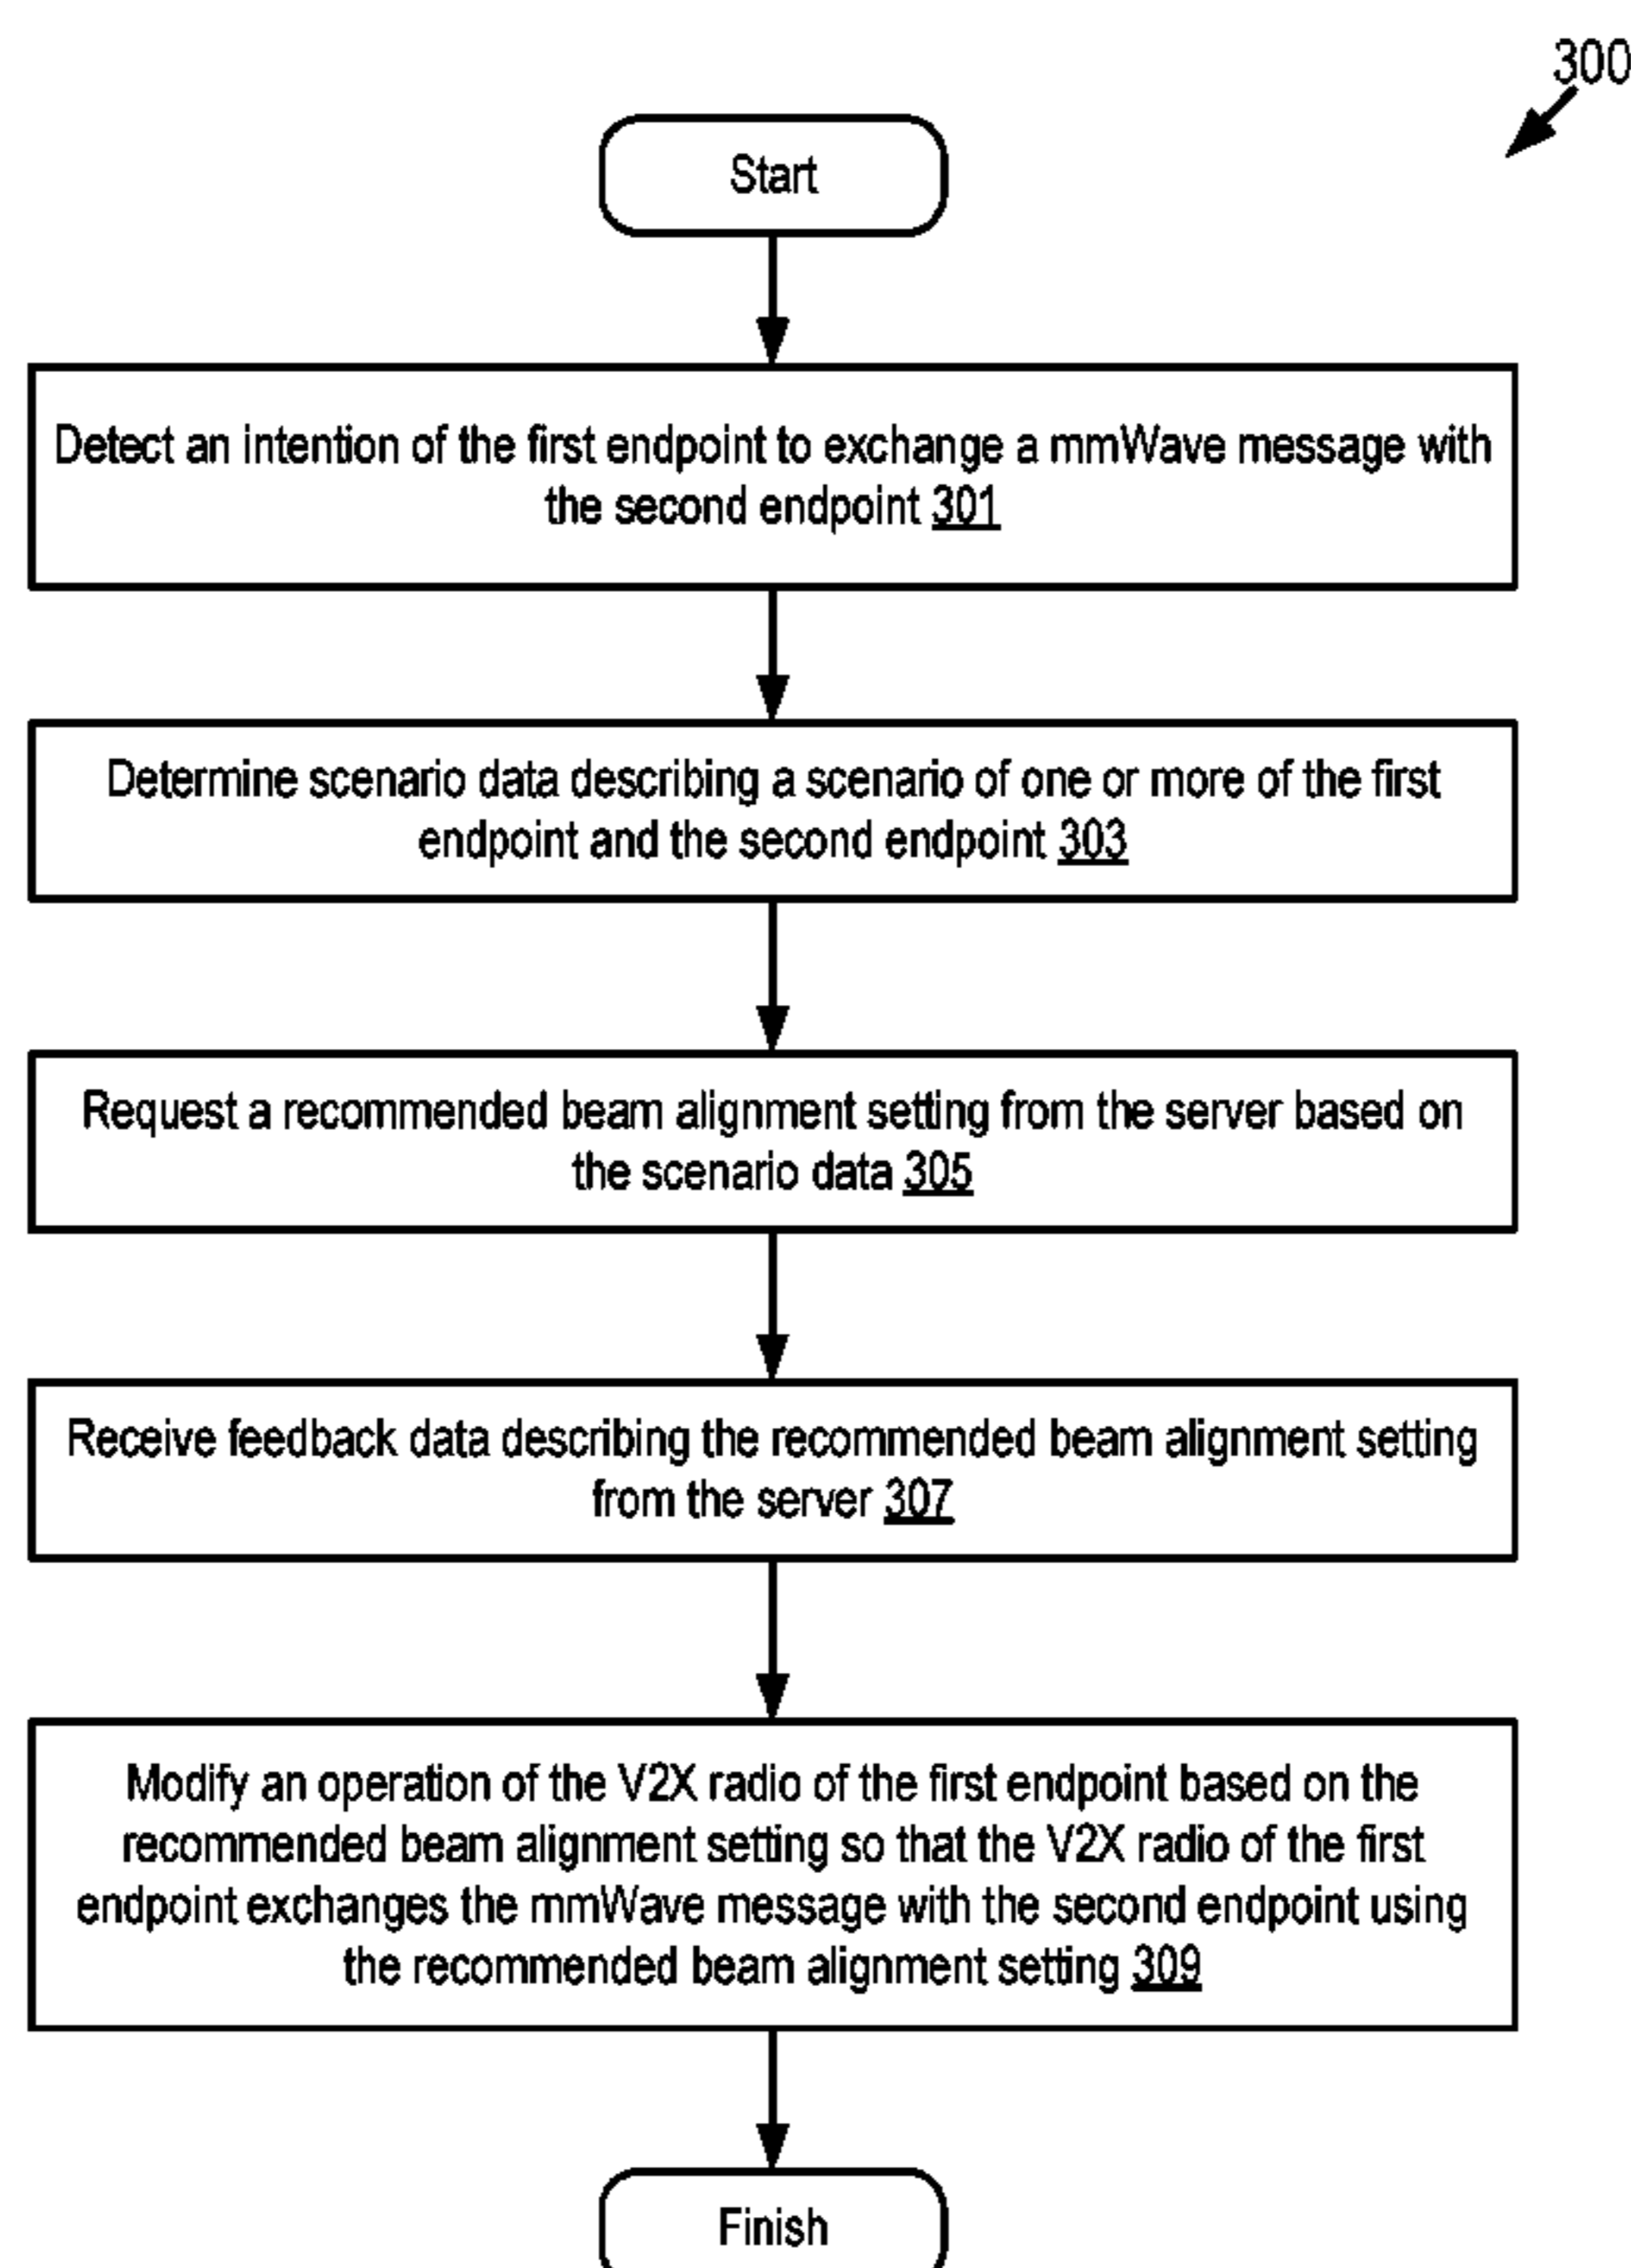 300
Start
Detect an intention of the first endpoint to exchange a mmWave message with
the second endpoint 301
Determine scenario data describing a scenario of one or more of the first
endpoint and the second endpoint 303
Request a recommended beam alignment setting from the server based on
the scenario data 305
Receive feedback data describing the recommended beam alignment setting
from the server 307
Modify an operation of the V2X radio of the first endpoint based on the
recommended beam alignment setting so that the V2X radio of the first
endpoint exchanges the mmWave message with the second endpoint using
the recommended beam alignment setting 309
Finish